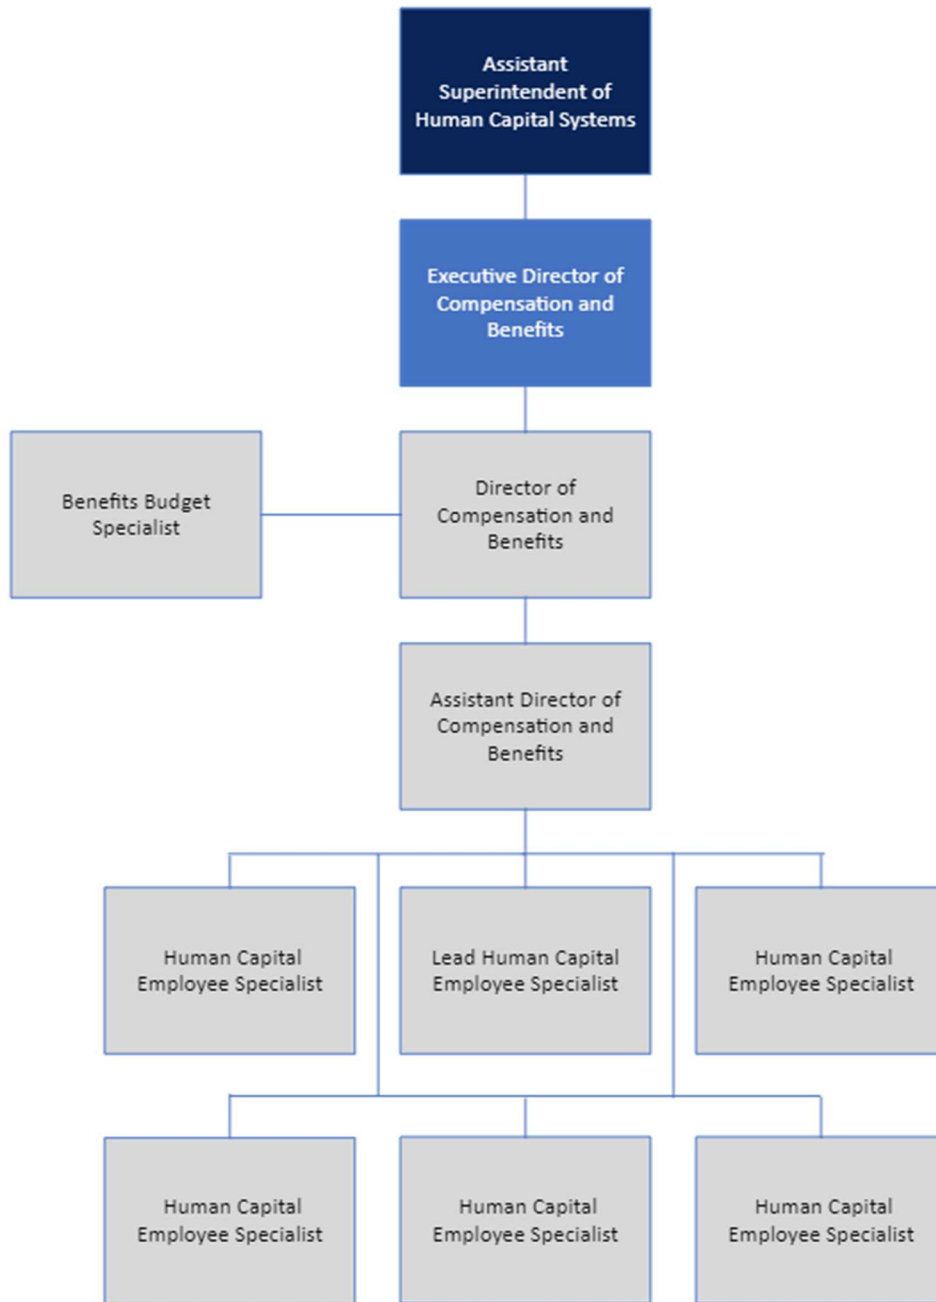 Assistant
Superintendent of
Human Capital Systems
Executive Director of
Compensation and
Benefits
Benefits Budget
Specialist
Director of
Compensation and
Benefits
Assistant Director of
Compensation and
Benefits
Human Capital
Employee Specialist
Lead Human Capital
Employee Specialist
Human Capital
Employee Specialist
Human Capital
Employee Specialist
Human Capital
Employee Specialist
Human Capital
Employee Specialist